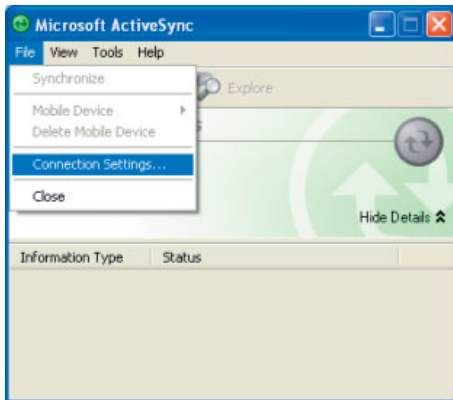 Microsoft ActiveSync
File View Tools Help
Synchronize
Explore
Mobile Device
Delete Mobile Device
Connection Settings...
Close
Hide Details
Information Type Status